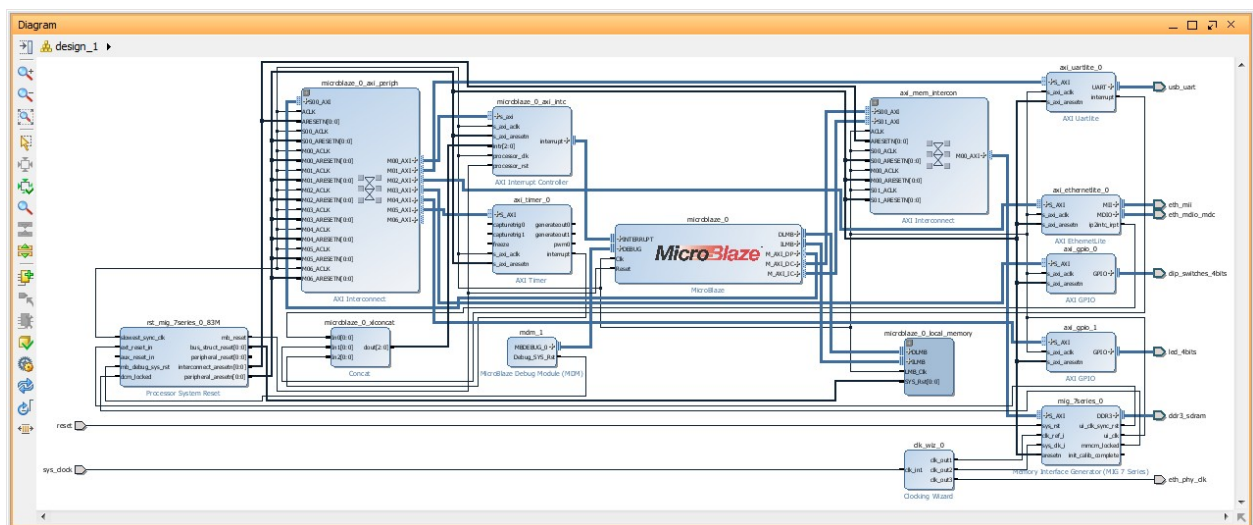 Diagram
design_1
microblaze_0_axi_periph
S00_AXI
ACLK
ARESETN[0:0]
S00_ACLK
S00_ARESETN[0:0]
M00_ACLK
M00_ARESETN[0:0]
M01_ACLK
M01_ARESETN[0:0]
M02_ACLK
M02_ARESETN[0:0]
M03_ACLK
M03_ARESETN[0:0]
M04_ACLK
M04_ARESETN[0:0]
M05_ACLK
M05_ARESETN[0:0]
M06_ACLK
M06_ARESETN[0:0]
M00_AXI
M01_AXI
M02_AXI
M03_AXI
M04_AXI
M05_AXI
M06_AXI
AXI Interconnect
microblaze_0_axi_intc
s_axi
s_axi_aclk
s_axi_aresetn
intr[2:0]
processor_clk
processor_rst
interrupt
AXI Interrupt Controller
axi_timer_0
S_AXI
capturetrig0
capturetrig1
freeze
s_axi_aclk
s_axi_aresetn
generateout0
generateout1
pwm0
interrupt
AXI Timer
microblaze_0
INTERRUPT
DEBUG
Clk
Reset
MicroBlaze
DLMB
ILMB
M_AXI_DP
M_AXI_DC
M_AXI_IC
MicroBlaze
axi_mem_intercon
S00_AXI
S01_AXI
ACLK
ARESETN[0:0]
S00_ACLK
S00_ARESETN[0:0]
M00_ACLK
M00_ARESETN[0:0]
S01_ACLK
S01_ARESETN[0:0]
M00_AXI
AXI Interconnect
axi_uartlite_0
S_AXI
s_axi_aclk
s_axi_aresetn
UART
interrupt
AXI Uartlite
usb_uart
axi_ethernetlite_0
S_AXI
s_axi_aclk
s_axi_aresetn
MII
MDIO
ip2intc_irpt
AXI EthernetLite
eth_mii
eth_mdio_mdc
axi_gpio_0
S_AXI
s_axi_aclk
s_axi_aresetn
GPIO
AXI GPIO
dip_switches_4bits
axi_gpio_1
S_AXI
s_axi_aclk
s_axi_aresetn
GPIO
AXI GPIO
led_4bits
rst_mig_7series_0_83M
slowest_sync_clk
ext_reset_in
aux_reset_in
mb_debug_sys_rst
dcm_locked
mb_reset
bus_struct_reset[0:0]
peripheral_reset[0:0]
interconnect_aresetn[0:0]
peripheral_aresetn[0:0]
Processor System Reset
microblaze_0_xlconcat
In0[0:0]
In1[0:0]
In2[0:0]
dout[2:0]
Concat
mdm_1
MBDEBUG_0
Debug_SYS_Rst
MicroBlaze Debug Module (MDM)
microblaze_0_local_memory
DLMB
ILMB
LMB_Clk
SYS_Rst[0:0]
mig_7series_0
S_AXI
sys_rst
clk_ref_i
sys_clk_i
aresetn
DDR3
ui_clk_sync_rst
ui_clk
mmcm_locked
init_calib_complete
Memory Interface Generator (MIG 7 Series)
ddr3_sdram
reset
sys_clock
clk_wiz_0
clk_in1
clk_out1
clk_out2
clk_out3
Clocking Wizard
eth_phy_clk